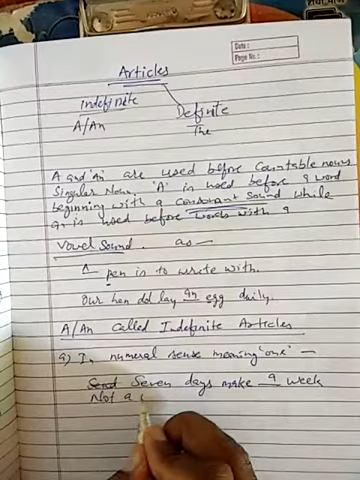 Date:
Page No.:
Articles
Indefinite
Definite
A/An
The
A and An are used before Countable nouns
Singular Noun, 'A' is used before a word
beginning with a consonant sound while
an is used before words with a
Vowel Sound. as—
A pen is to write with.
Our hen did lay an egg daily.
A/An Called Indefinite Articles
a) In numeral sense meaning 'one' —
Send Seven days make a week
Not a